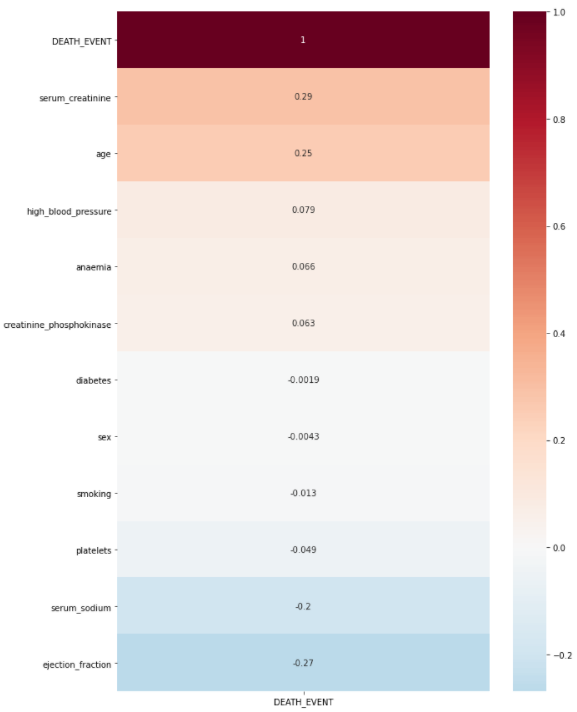 DEATH_EVENT 1
serum_creatinine 0.29
age 0.25
high_blood_pressure 0.079
anaemia 0.066
creatinine_phosphokinase 0.063
diabetes -0.0019
sex -0.0043
smoking -0.013
platelets -0.049
serum_sodium -0.2
ejection_fraction -0.27
DEATH_EVENT
1.0
0.8
0.6
0.4
0.2
0.0
−0.2